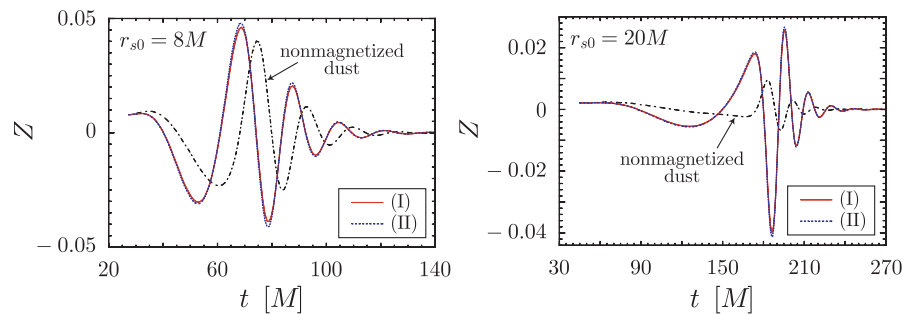 0.05
0
− 0.05
Z
r_{s0} = 8M
nonmagnetized
dust
(I)
(II)
20 60 100 140
t [M]
0.02
0
− 0.02
− 0.04
Z
r_{s0} = 20M
nonmagnetized
dust
(I)
(II)
30 90 150 210 270
t [M]